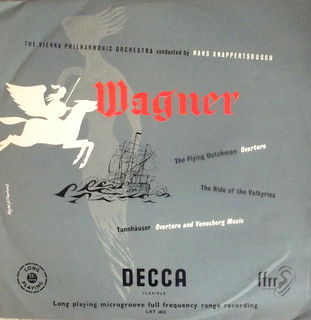 THE VIENNA PHILHARMONIC ORCHESTRA conducted by HANS KNAPPERTSBUSCH
Wagner
The Flying Dutchman Overture
The Ride of the Valkyries
Tannhäuser Overture and Venusberg Music
LONG
PLAYING
DECCA
FLEXIBLE
ffrr
Long playing microgroove full frequency range recording